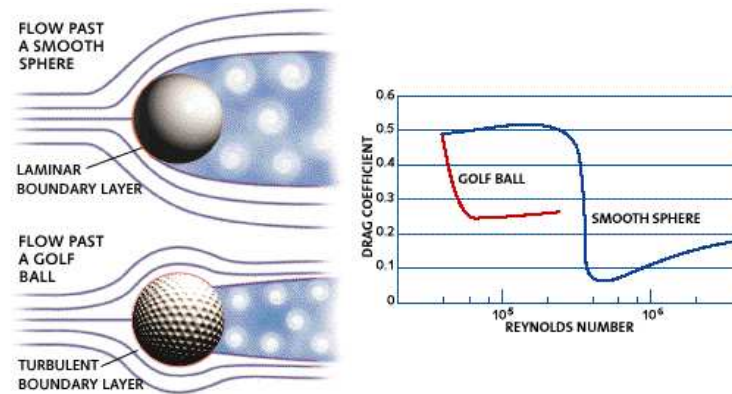 FLOW PAST
A SMOOTH
SPHERE
LAMINAR
BOUNDARY LAYER
FLOW PAST
A GOLF
BALL
TURBULENT
BOUNDARY LAYER
DRAG COEFFICIENT
0.6
0.5
0.4
0.3
0.2
0.1
0
GOLF BALL
SMOOTH SPHERE
10⁵
10⁶
REYNOLDS NUMBER